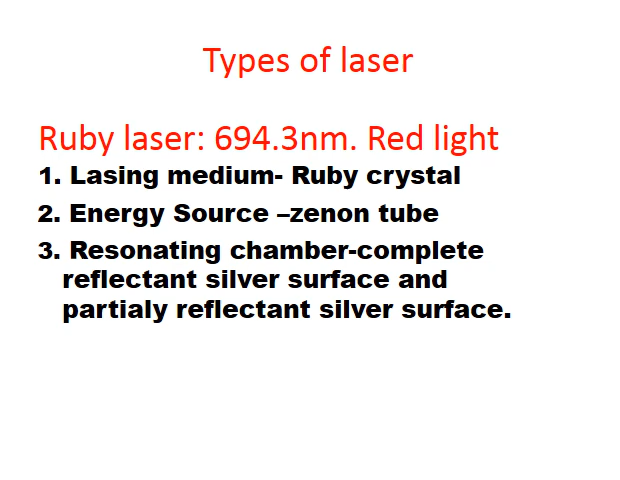 Types of laser
Ruby laser: 694.3nm. Red light
1. Lasing medium- Ruby crystal
2. Energy Source –zenon tube
3. Resonating chamber-complete
reflectant silver surface and
partialy reflectant silver surface.